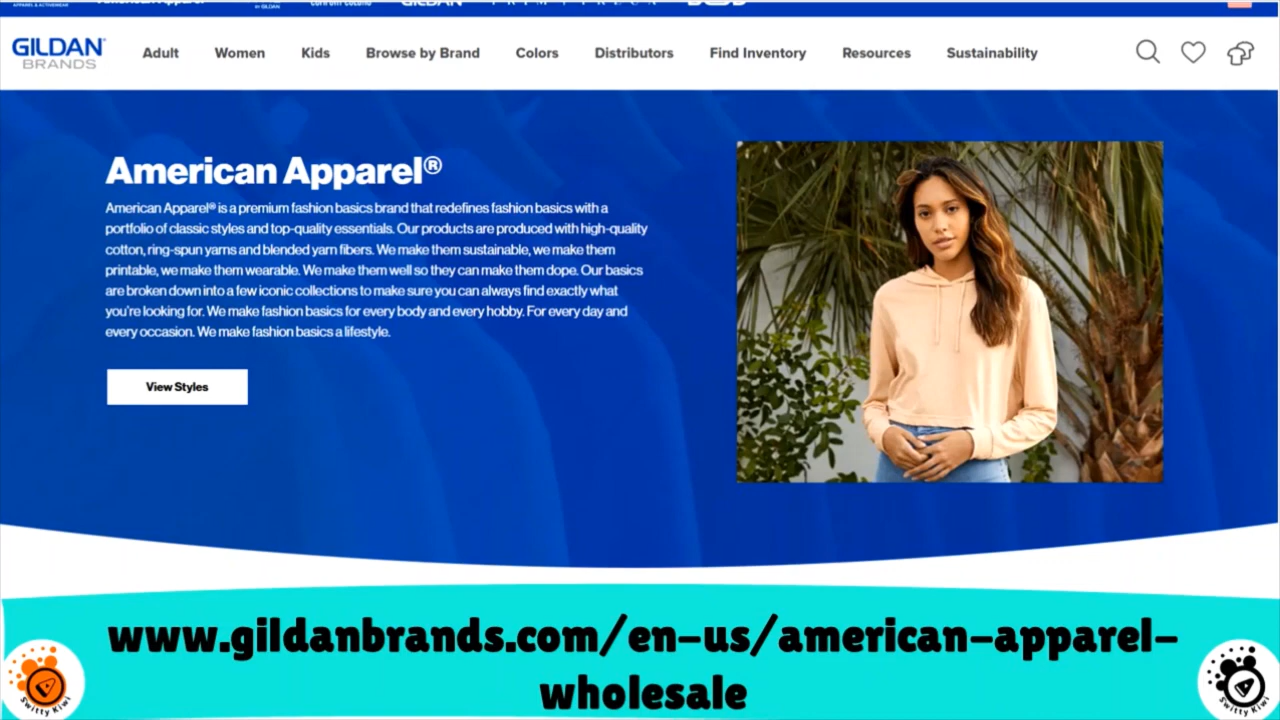 GILDAN
GILDAN®
BRANDS
Adult
Women
Kids
Browse by Brand
Colors
Distributors
Find Inventory
Resources
Sustainability
American Apparel®
American Apparel® is a premium fashion basics brand that redefines fashion basics with a
portfolio of classic styles and top-quality essentials. Our products are produced with high-quality
cotton, ring-spun yarns and blended yarn fibers. We make them sustainable, we make them
printable, we make them wearable. We make them well so they can make them dope. Our basics
are broken down into a few iconic collections to make sure you can always find exactly what
you're looking for. We make fashion basics for every body and every hobby. For every day and
every occasion. We make fashion basics a lifestyle.
View Styles
www.gildanbrands.com/en-us/american-apparel-
wholesale
Switty Kiwi
Switty Kiwi